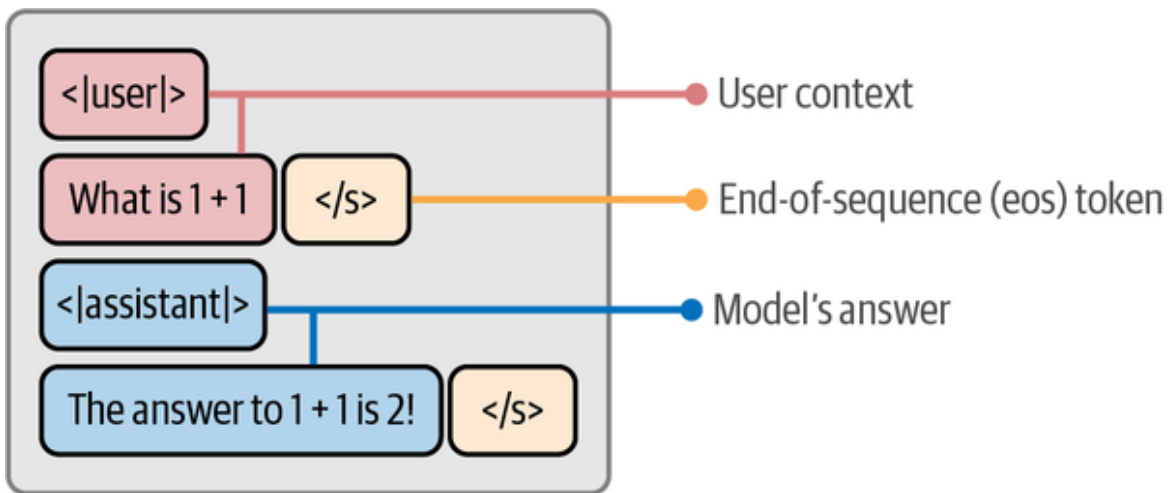 <|user|>
User context
What is 1 + 1
</s>
End-of-sequence (eos) token
<|assistant|>
Model's answer
The answer to 1 + 1 is 2!
</s>